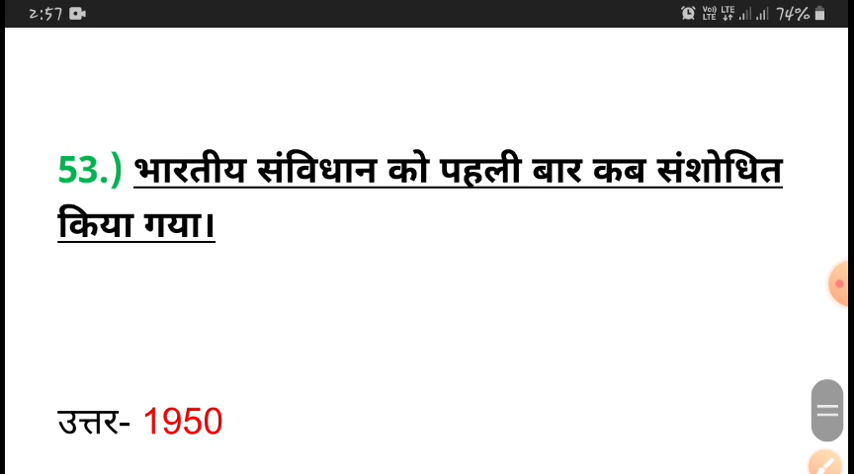 2:57
Vo)) LTE LTE 74%
53.) भारतीय संविधान को पहली बार कब संशोधित
किया गया।
उत्तर- 1950